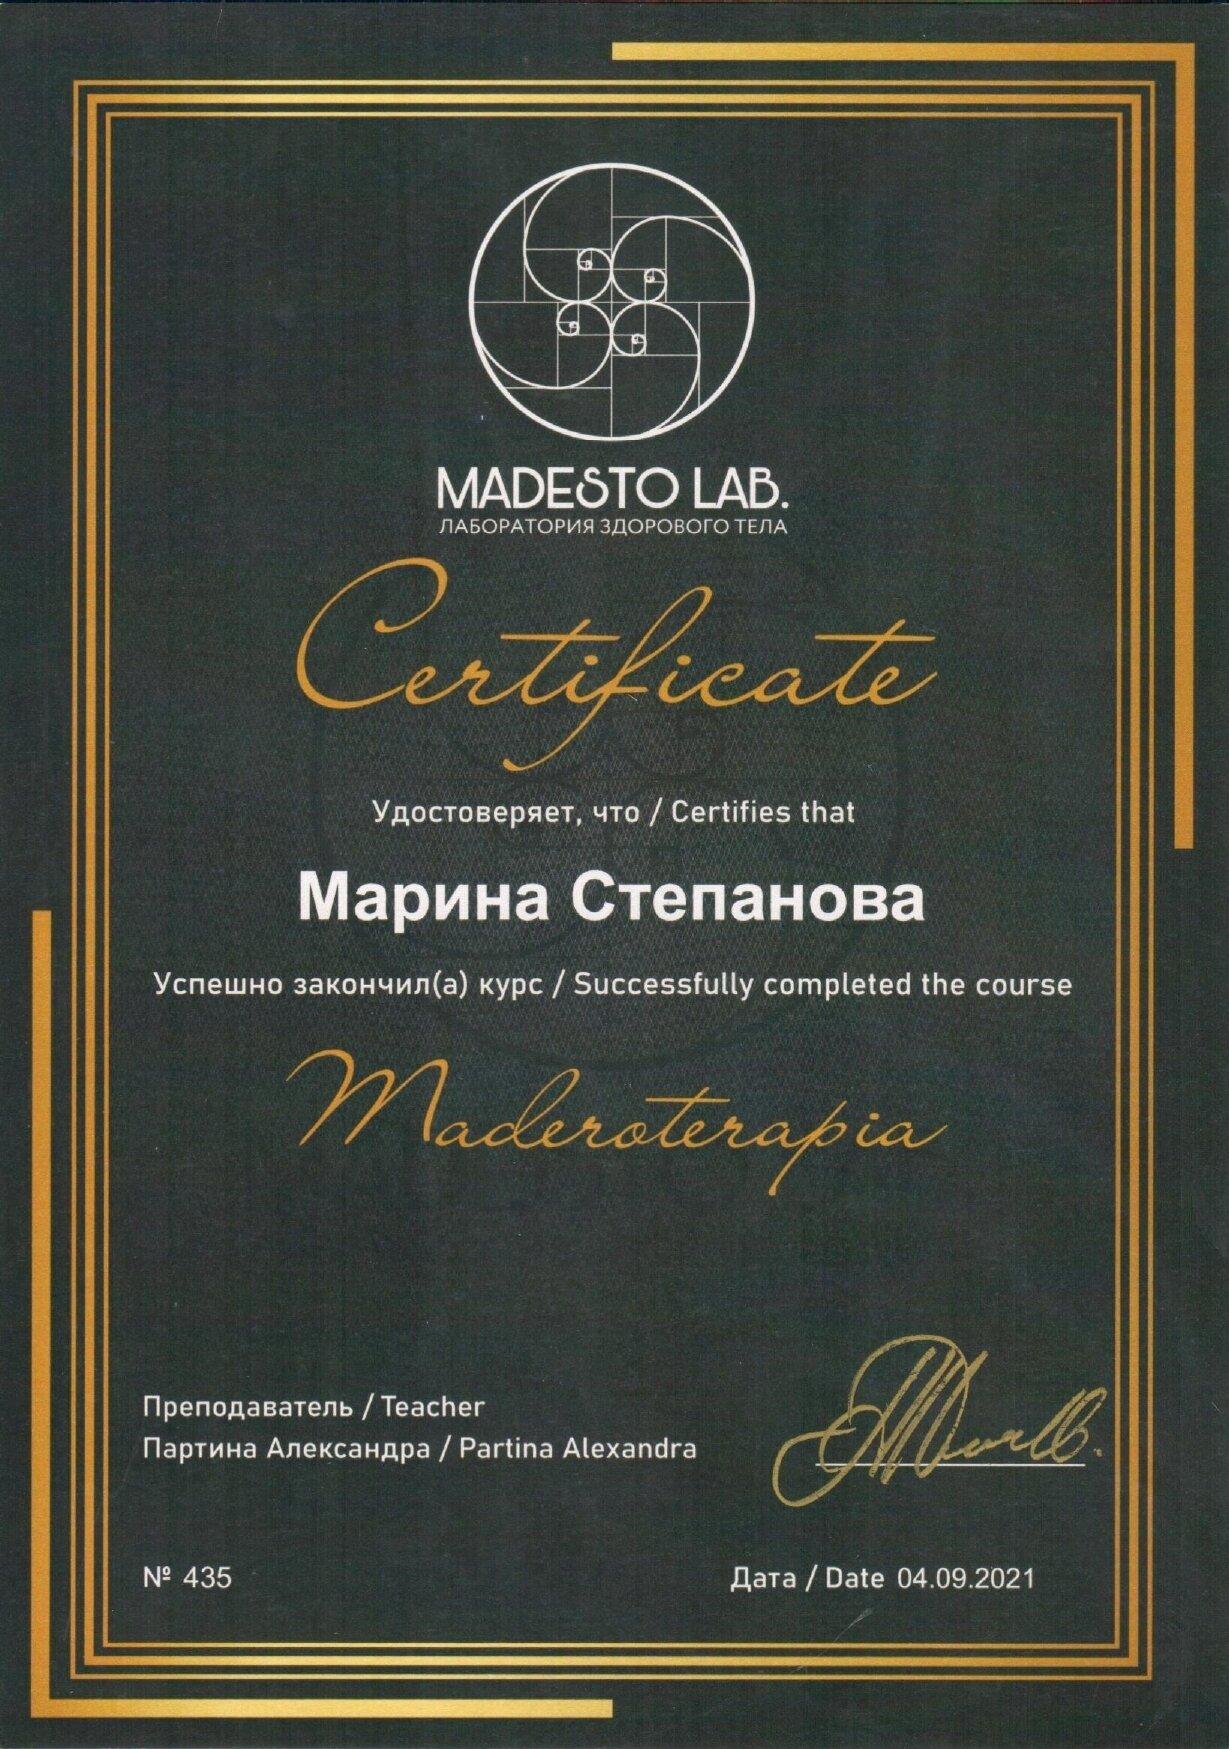 MADESTO LAB.
ЛАБОРАТОРИЯ ЗДОРОВОГО ТЕЛА
Certificate
Удостоверяет, что / Certifies that
Марина Степанова
Успешно закончил(а) курс / Successfully completed the course
Maderoterapia
Преподаватель / Teacher
Партина Александра / Partina Alexandra
№ 435
Дата / Date 04.09.2021